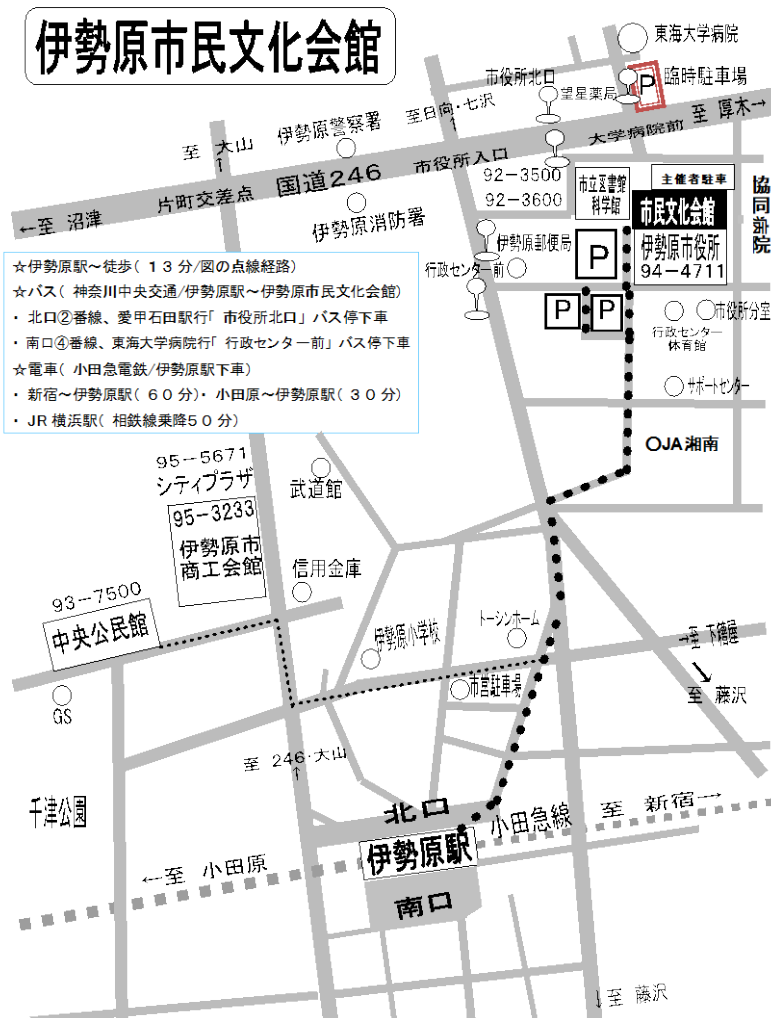 伊勢原市民文化会館
東海大学病院
市役所北口
望星薬局
P
臨時駐車場
至日向・七沢
↑
至 厚木→
至 大山
↑
伊勢原警察署
大学病院前
市役所入口
国道246
片町交差点
←至 沼津
伊勢原消防署
92-3500
92-3600
市立図書館
科学館
主催者駐車
市民文化会館
伊勢原市役所
94-4711
協同病院
伊勢原郵便局
P
行政センター前
P
P
市役所分室
行政センター
体育館
サポートセンター
☆伊勢原駅～徒歩( 13分/図の点線経路)
☆バス( 神奈川中央交通/伊勢原駅～伊勢原市民文化会館)
・ 北口②番線、愛甲石田駅行「 市役所北口」バス停下車
・ 南口④番線、東海大学病院行「 行政センター前」バス停下車
☆電車( 小田急電鉄/伊勢原駅下車)
・ 新宿～伊勢原駅( 60分)・ 小田原～伊勢原駅( 30分)
・ JR横浜駅( 相鉄線乗降50分)
〇JA湘南
95-5671
シティプラザ
95-3233
伊勢原市
商工会館
武道館
信用金庫
93-7500
中央公民館
GS
伊勢原小学校
トーシンホーム
市営駐車場
→至 下糟屋
至 藤沢
至 246・大山
↑
千津公園
北口
伊勢原駅
南口
小田急線
至 新宿→
←至 小田原
↓至 藤沢